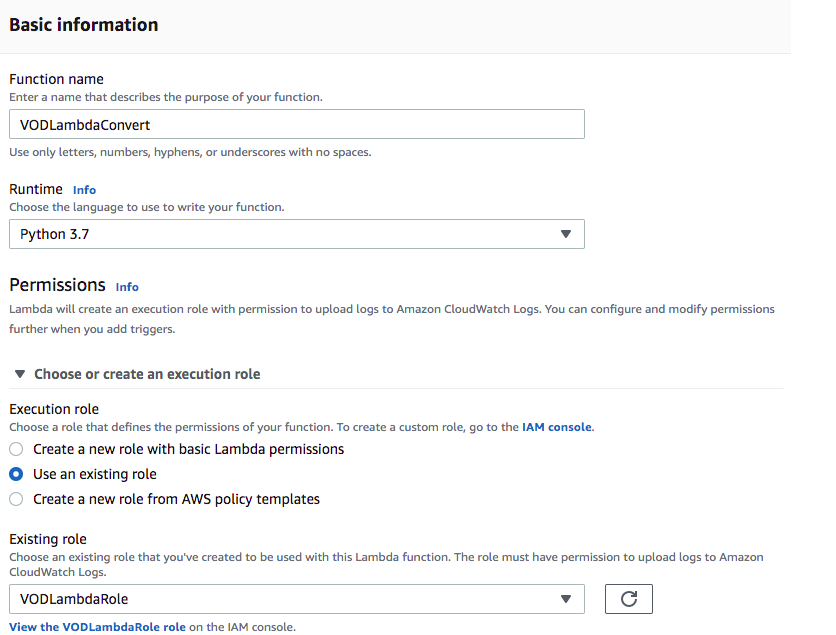 Basic information
Function name
Enter a name that describes the purpose of your function.
VODLambdaConvert
Use only letters, numbers, hyphens, or underscores with no spaces.
Runtime Info
Choose the language to use to write your function.
Python 3.7
Permissions Info
Lambda will create an execution role with permission to upload logs to Amazon CloudWatch Logs. You can configure and modify permissions
further when you add triggers.
Choose or create an execution role
Execution role
Choose a role that defines the permissions of your function. To create a custom role, go to the IAM console.
Create a new role with basic Lambda permissions
Use an existing role
Create a new role from AWS policy templates
Existing role
Choose an existing role that you've created to be used with this Lambda function. The role must have permission to upload logs to Amazon
CloudWatch Logs.
VODLambdaRole
View the VODLambdaRole role on the IAM console.